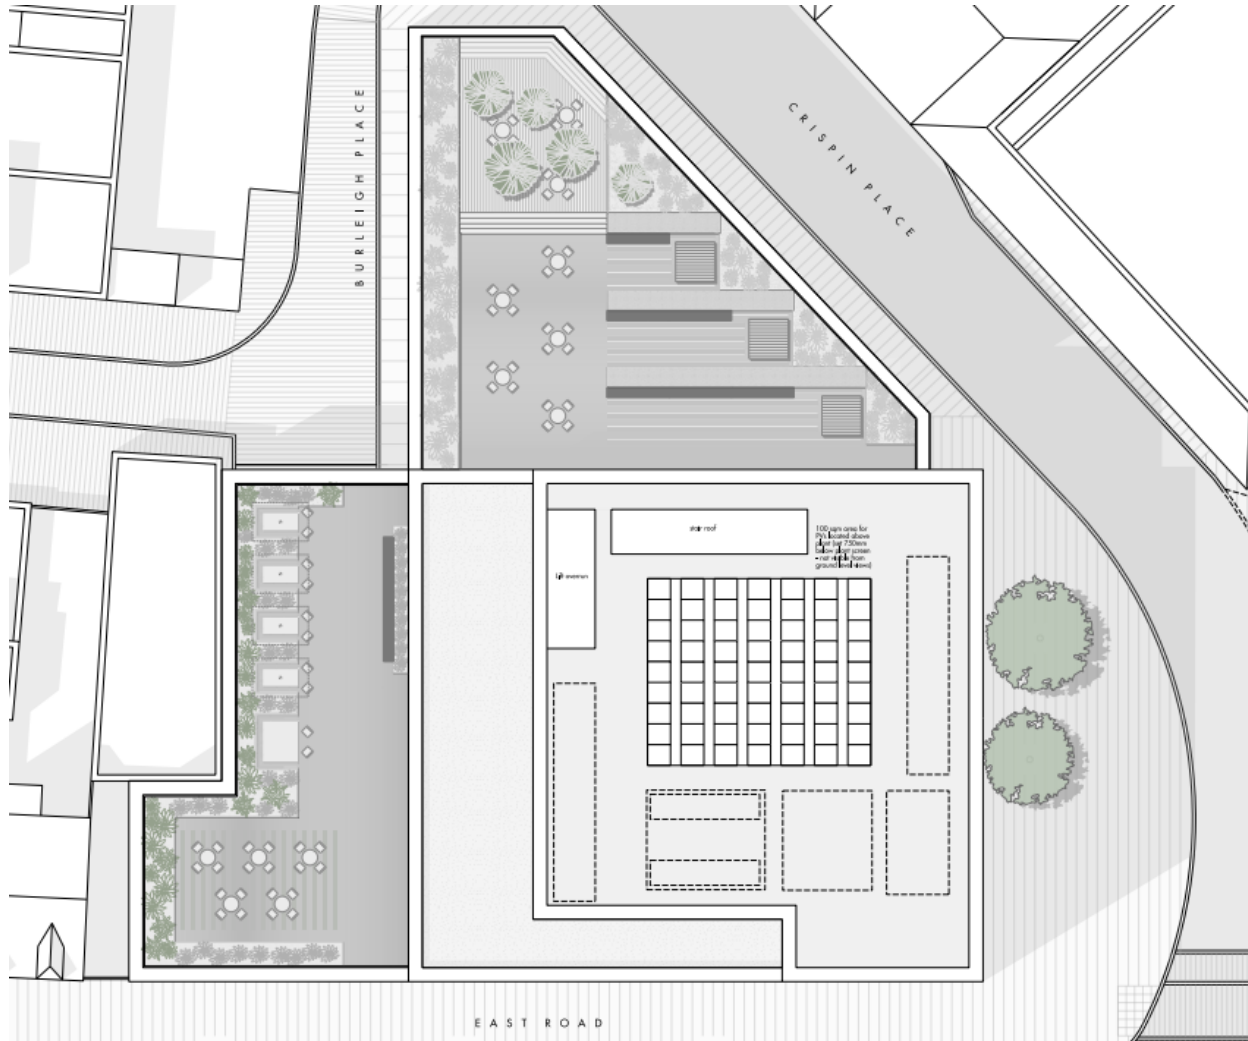 BURLEIGH PLACE
CRISPIN PLACE
stair roof
100 sqm area for
PVs located above
plant (set 750mm
below plant screen
- not visible from
ground level views)
Lift overrun
EAST ROAD